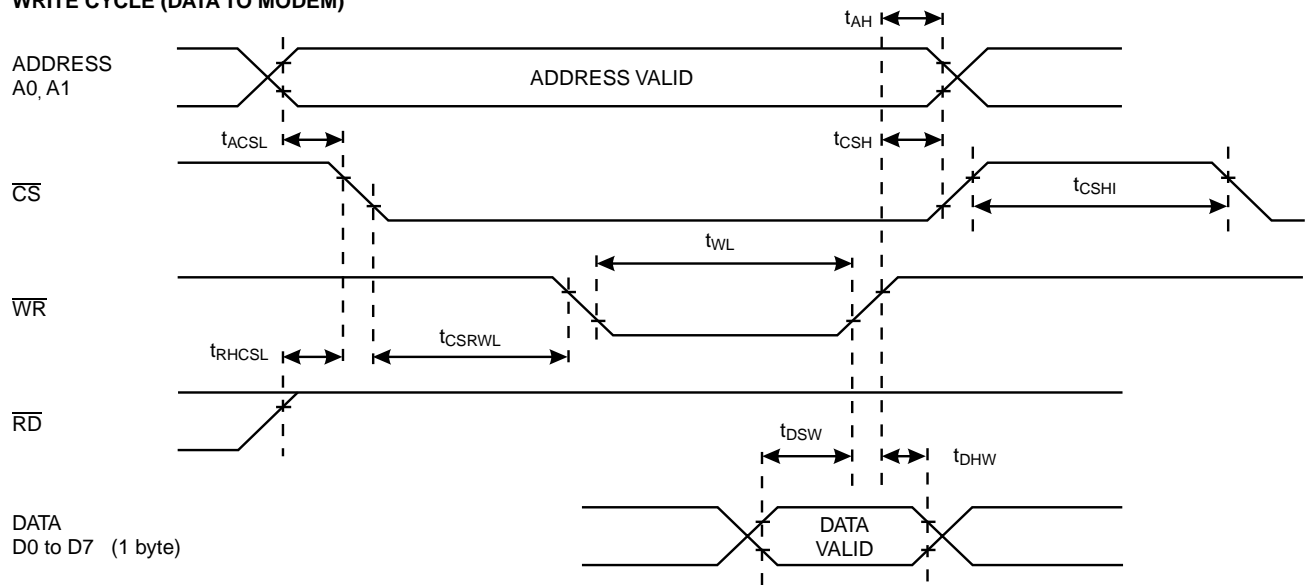 WRITE CYCLE (DATA TO MODEM)
tAH
ADDRESS
A0, A1
ADDRESS VALID
tACSL
tCSH
CS
tCSHI
tWL
WR
tRHCSL
tCSRWL
RD
tDSW
tDHW
DATA
D0 to D7 (1 byte)
DATA
VALID